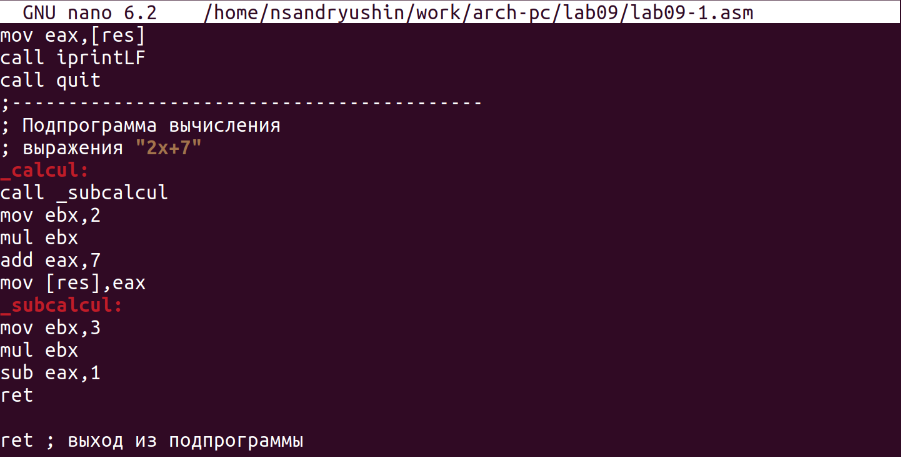 GNU nano 6.2 /home/nsandryushin/work/arch-pc/lab09/lab09-1.asm
mov eax,[res]
call iprintLF
call quit
;------------------------------------------
; Подпрограмма вычисления
; выражения "2x+7"
_calcul:
call _subcalcul
mov ebx,2
mul ebx
add eax,7
mov [res],eax
_subcalcul:
mov ebx,3
mul ebx
sub eax,1
ret
ret ; выход из подпрограммы